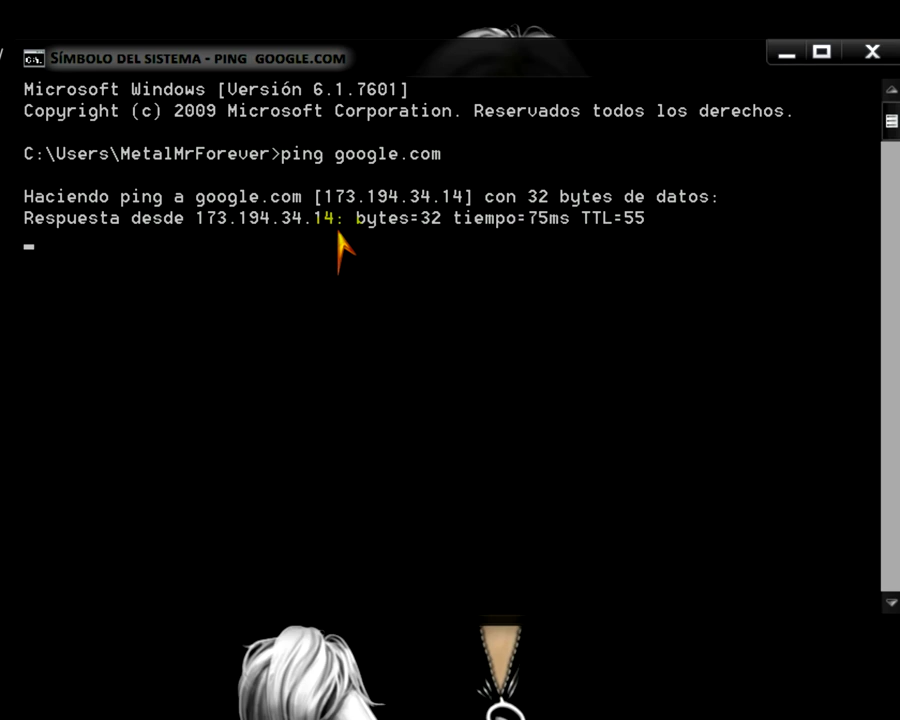 SÍMBOLO DEL SISTEMA - PING GOOGLE.COM
Microsoft Windows [Versión 6.1.7601]
Copyright (c) 2009 Microsoft Corporation. Reservados todos los derechos.
C:\Users\MetalMrForever>ping google.com
Haciendo ping a google.com [173.194.34.14] con 32 bytes de datos:
Respuesta desde 173.194.34.14: bytes=32 tiempo=75ms TTL=55